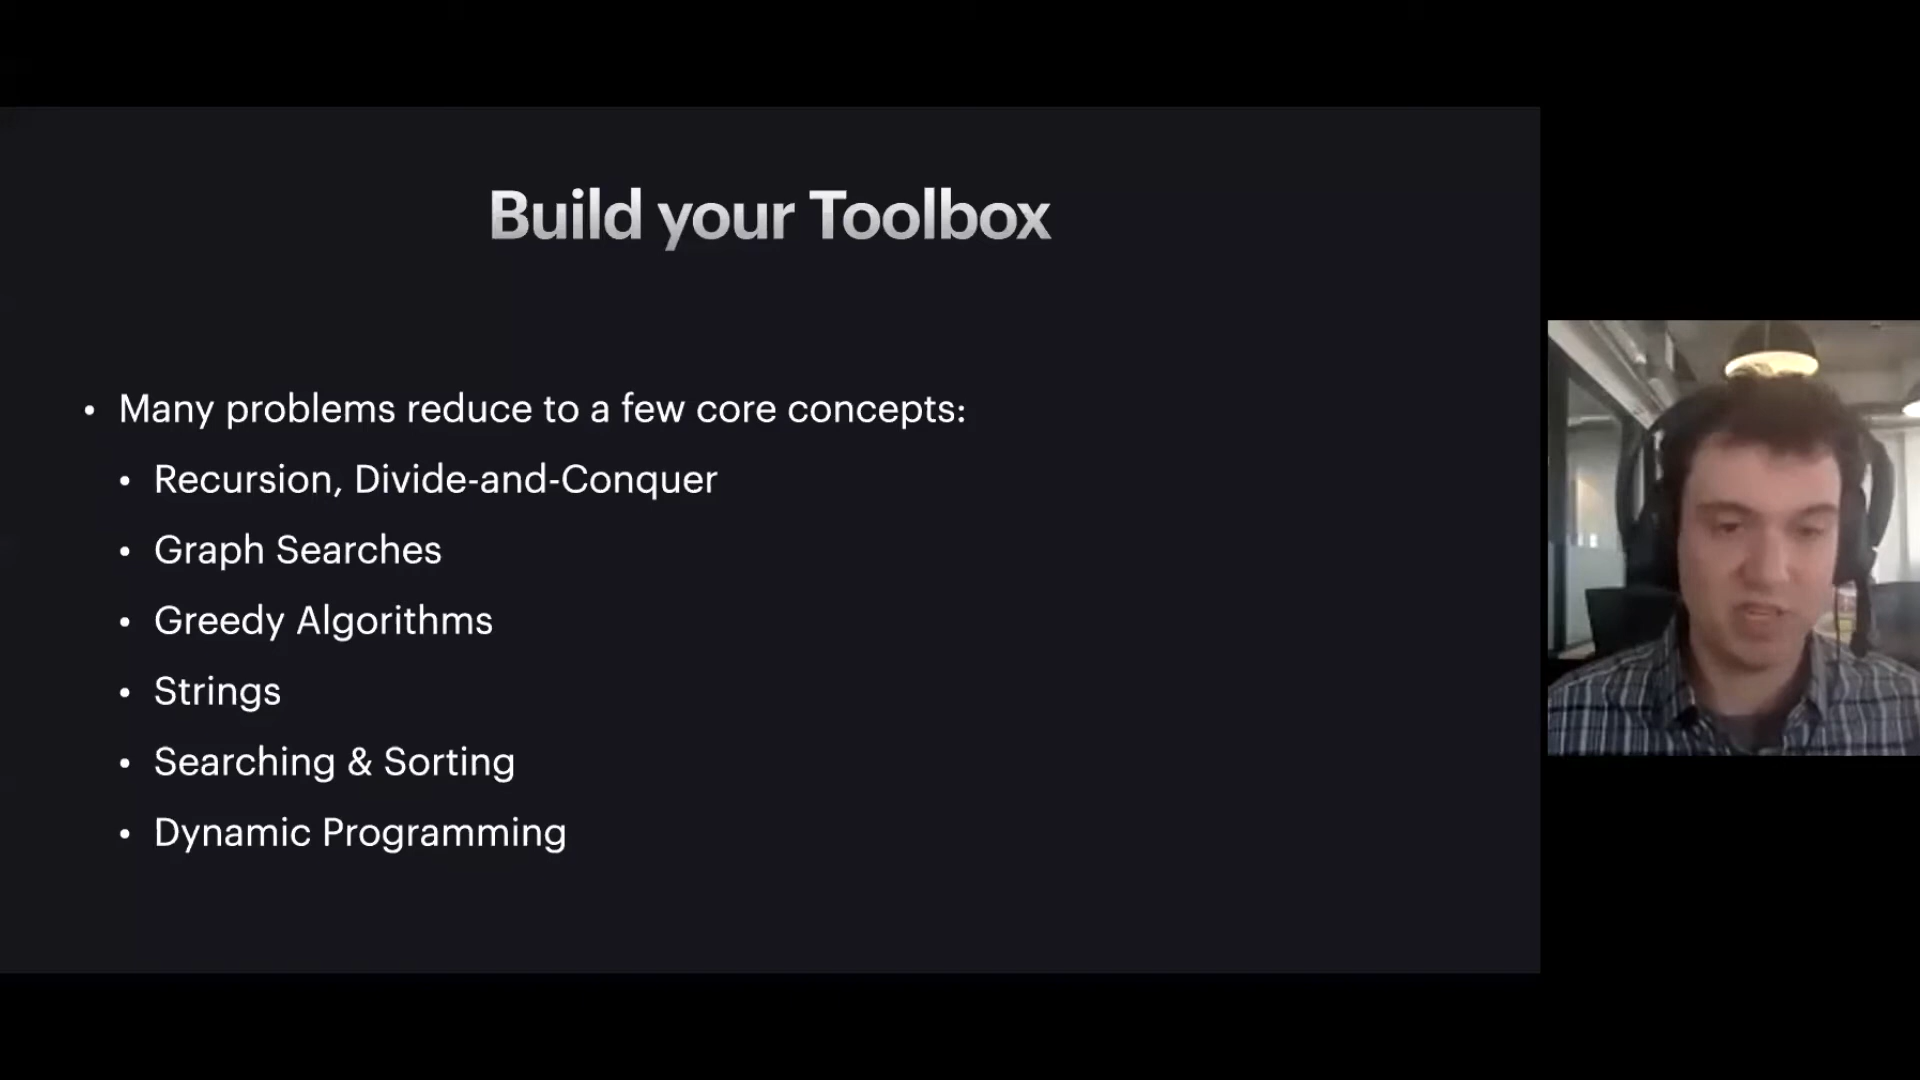 Build your Toolbox
• Many problems reduce to a few core concepts:
• Recursion, Divide-and-Conquer
• Graph Searches
• Greedy Algorithms
• Strings
• Searching & Sorting
• Dynamic Programming